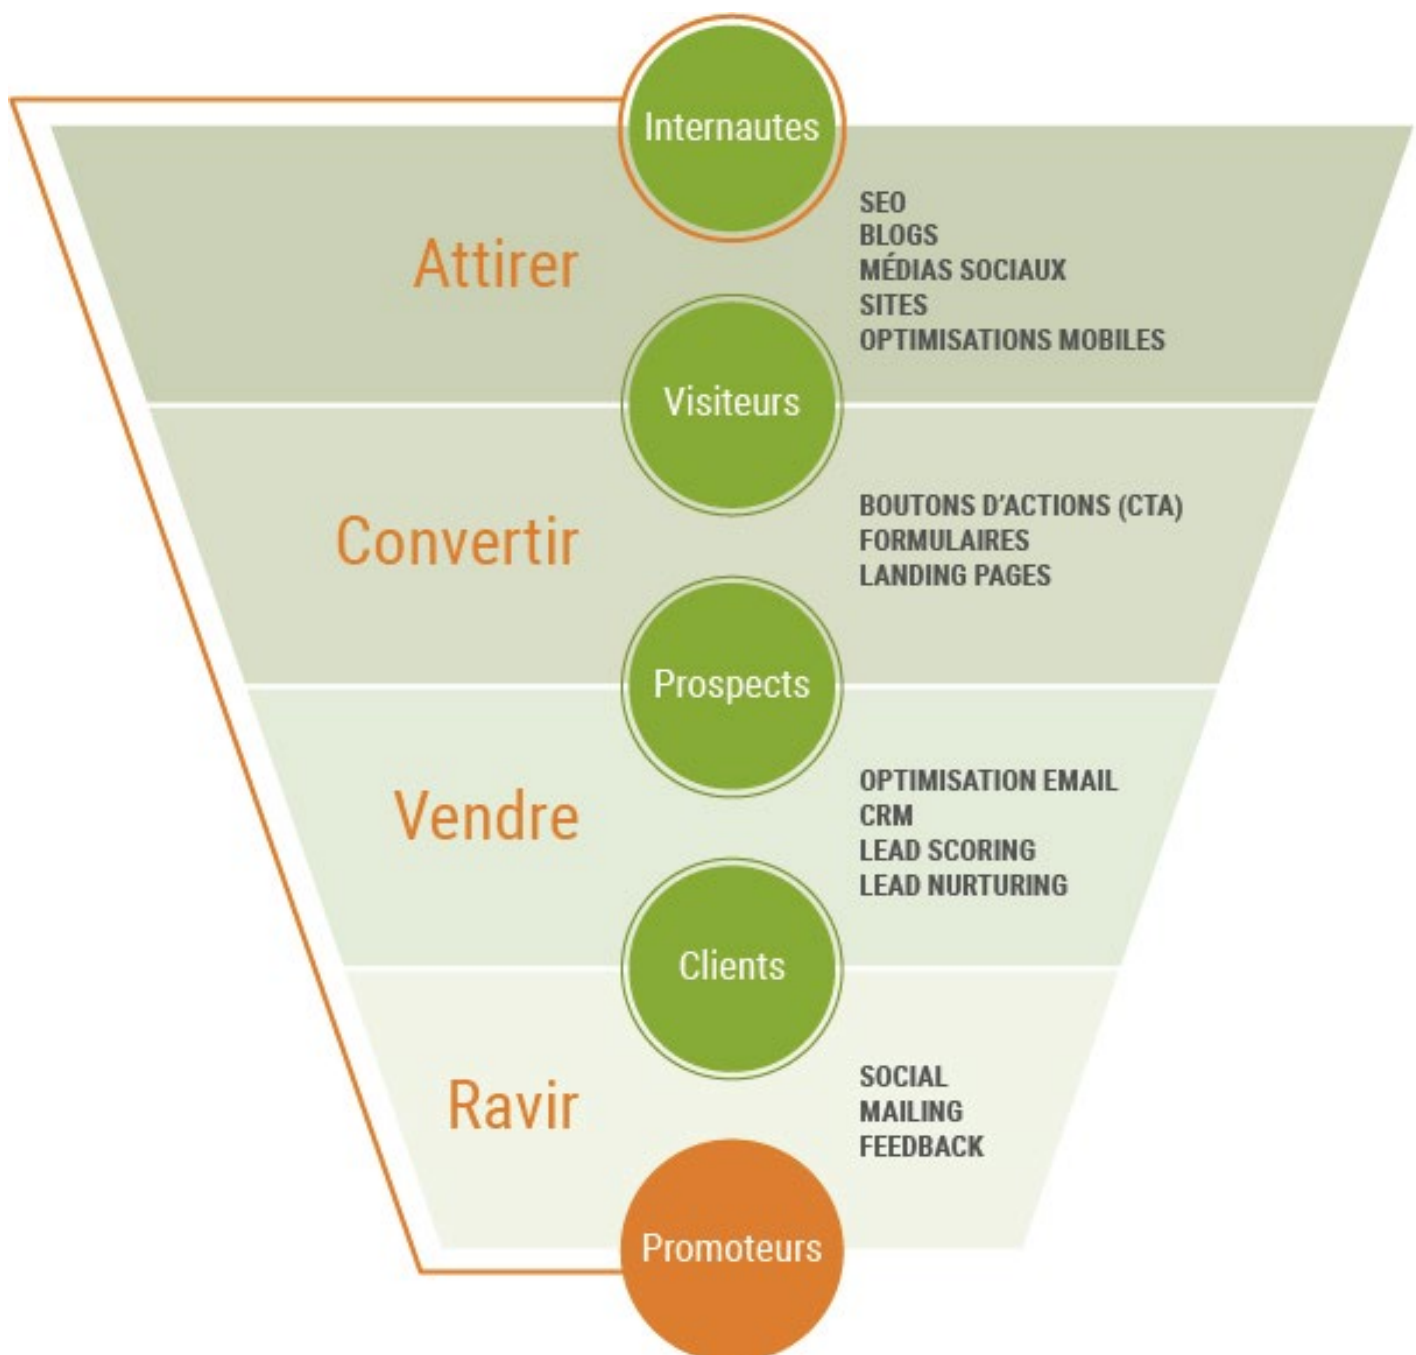 Internautes
Attirer
SEO
BLOGS
MÉDIAS SOCIAUX
SITES
OPTIMISATIONS MOBILES
Visiteurs
Convertir
BOUTONS D’ACTIONS (CTA)
FORMULAIRES
LANDING PAGES
Prospects
Vendre
OPTIMISATION EMAIL
CRM
LEAD SCORING
LEAD NURTURING
Clients
Ravir
SOCIAL
MAILING
FEEDBACK
Promoteurs